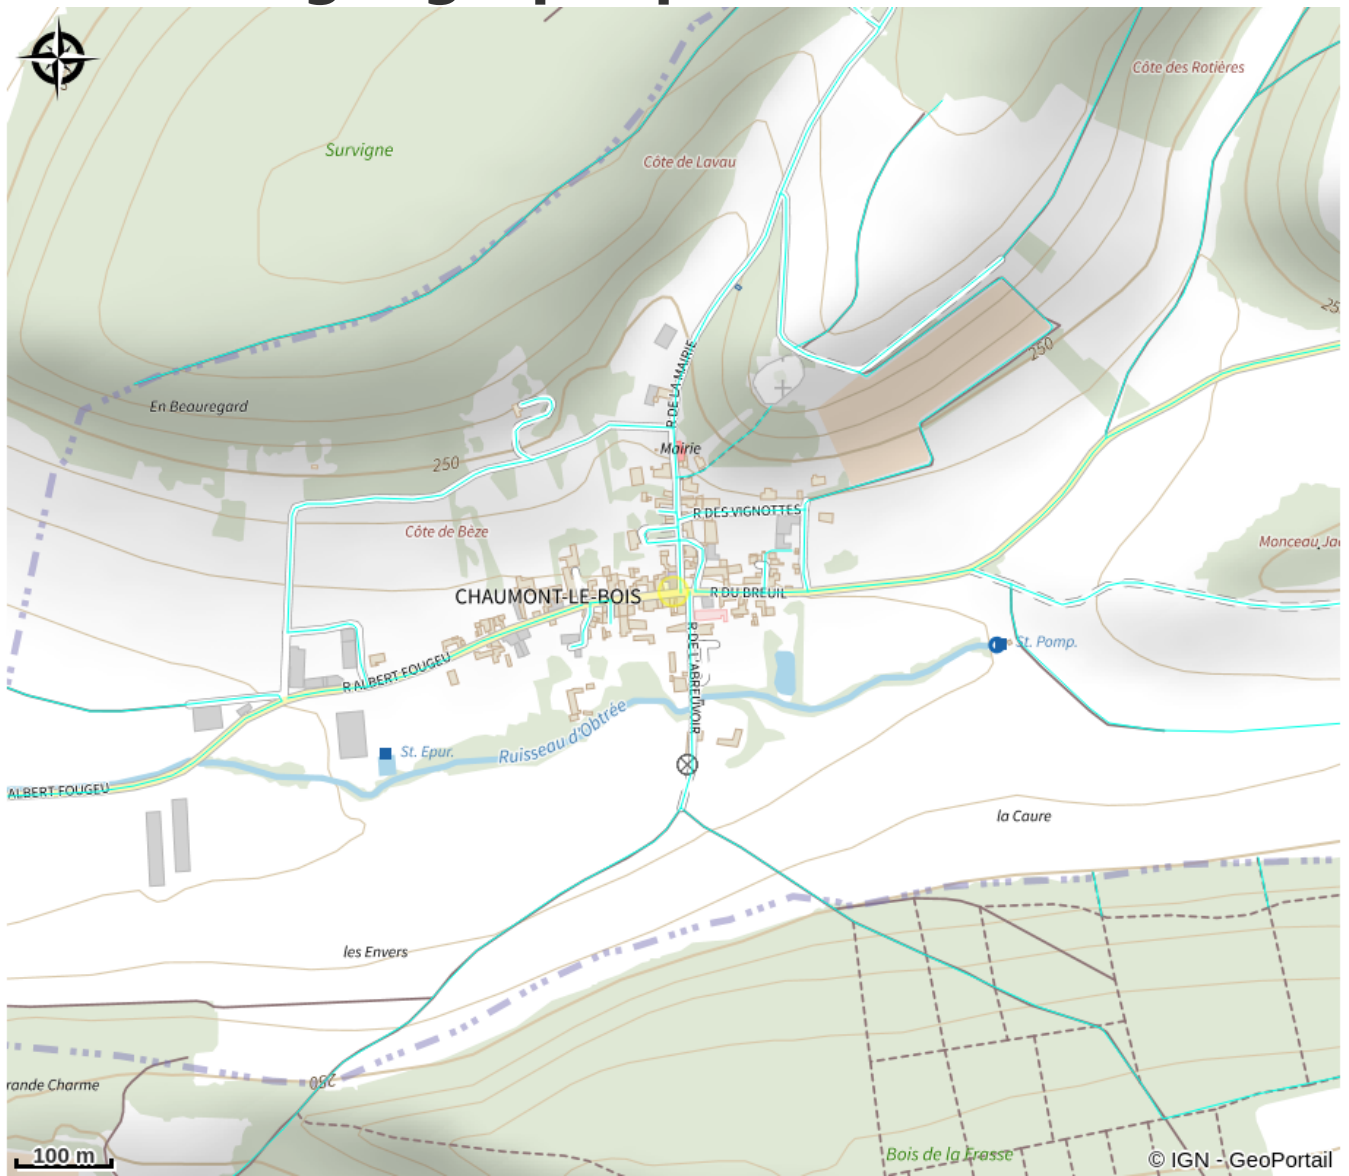 Côte des Rotières
Survigne
Côte de Lavau
25
R DE LA MAIRIE
250
En Beauregard
Mairie
250
R DES VIGNOTTES
Côte de Bèze
Monceau Ja
CHAUMONT-LE-BOIS
R DU BREUIL
R DE L'ABREUVOIR
St. Pomp.
R ALBERT FOUGEU
Ruisseau d'Obtrée
St. Epur.
ALBERT FOUGEU
la Caure
les Envers
250
rande Charme
Bois de la Frasse
100 m
© IGN - GeoPortail